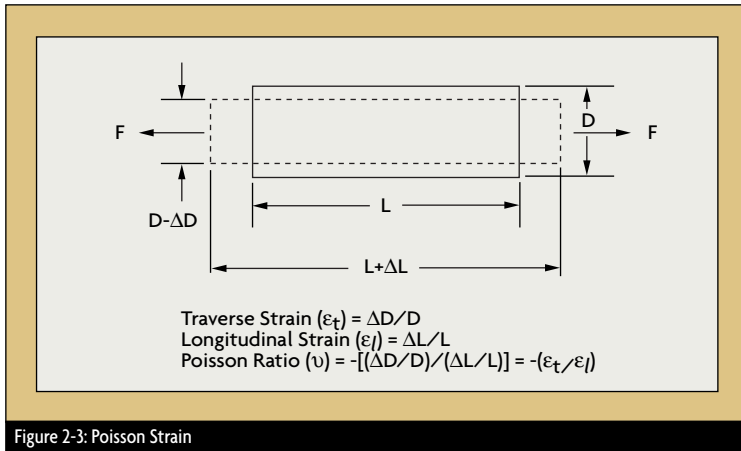 D
F
F
L
D-ΔD
L+ΔL
Traverse Strain (εt) = ΔD/D
Longitudinal Strain (εl) = ΔL/L
Poisson Ratio (υ) = -[(ΔD/D)/(ΔL/L)] = -(εt/εl)
Figure 2-3: Poisson Strain